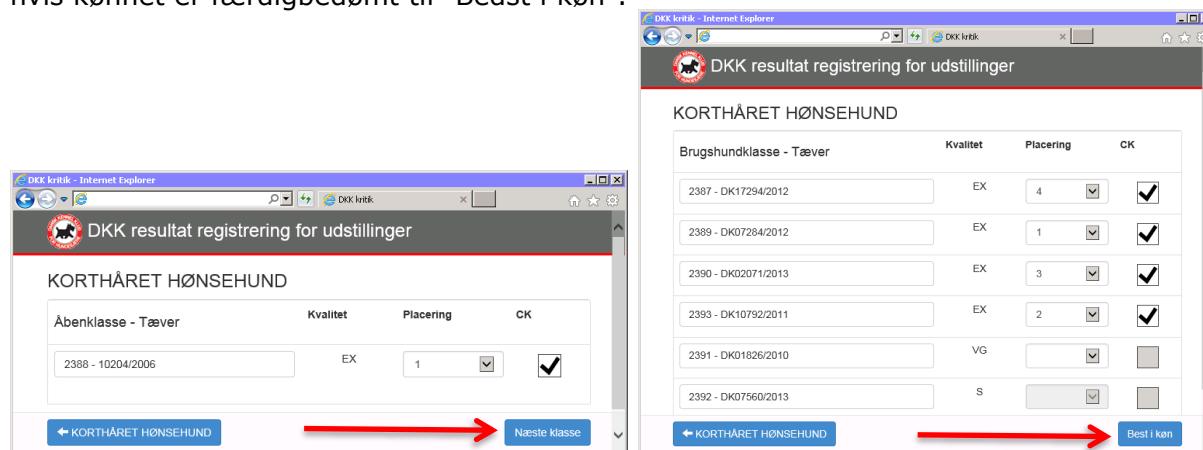 hvis kønnet er færdigbedømt til "Bedst i køn".
DKK kritik - Internet Explorer
DKK kritik
DKK resultat registrering for udstillinger
KORTHÅRET HØNSEHUND
Åbenklasse - Tæver Kvalitet Placering CK
2388 - 10204/2006 EX 1
KORTHÅRET HØNSEHUND Næste klasse
DKK kritik - Internet Explorer
DKK kritik
DKK resultat registrering for udstillinger
KORTHÅRET HØNSEHUND
Brugshundklasse - Tæver Kvalitet Placering CK
2387 - DK17294/2012 EX 4
2389 - DK07284/2012 EX 1
2390 - DK02071/2013 EX 3
2393 - DK10792/2011 EX 2
2391 - DK01826/2010 VG
2392 - DK07560/2013 S
KORTHÅRET HØNSEHUND Best i køn